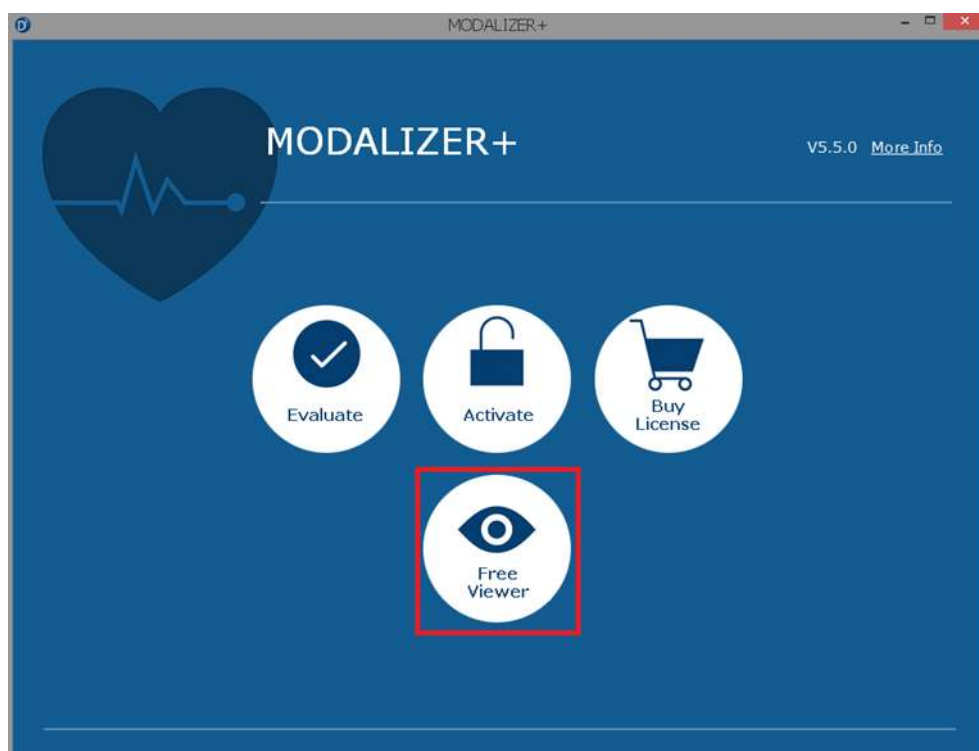 MODALIZER+
MODALIZER+
V5.5.0 More Info
Evaluate
Activate
Buy
License
Free
Viewer